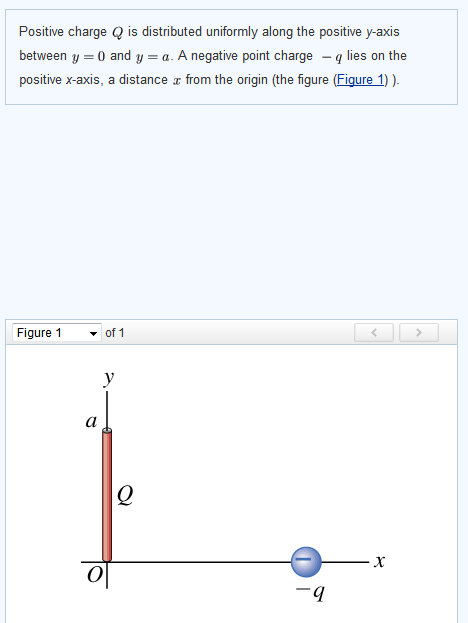 Positive charge Q is distributed uniformly along the positive y-axis
between y = 0 and y = a. A negative point charge − q lies on the
positive x-axis, a distance x from the origin (the figure (Figure 1) ).
Figure 1 of 1
< >
y
a
Q
x
O
−q